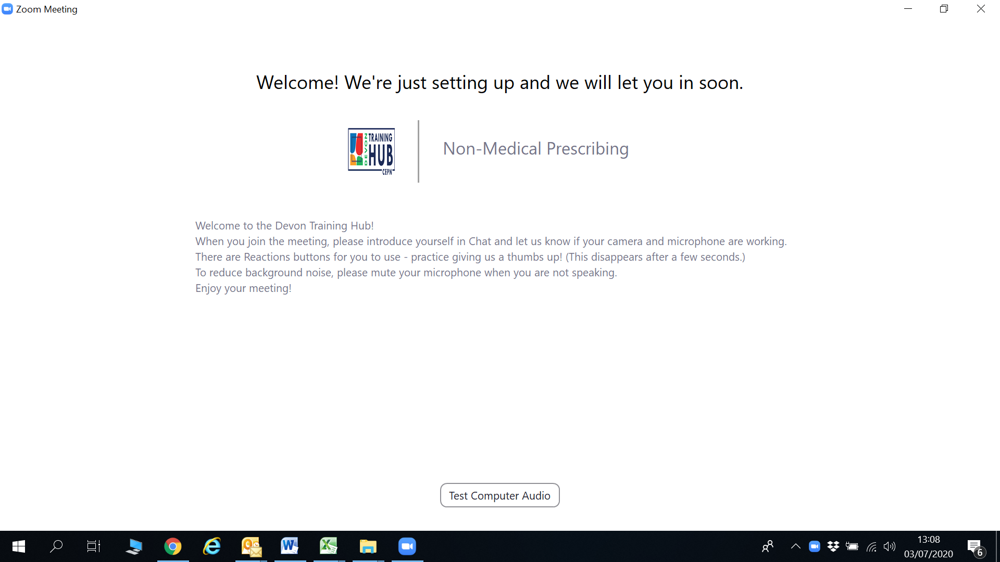 Zoom Meeting
Welcome! We're just setting up and we will let you in soon.
DEVON
TRAINING
HUB
CEPN
Non-Medical Prescribing
Welcome to the Devon Training Hub!
When you join the meeting, please introduce yourself in Chat and let us know if your camera and microphone are working.
There are Reactions buttons for you to use - practice giving us a thumbs up! (This disappears after a few seconds.)
To reduce background noise, please mute your microphone when you are not speaking.
Enjoy your meeting!
Test Computer Audio
13:08
03/07/2020
6